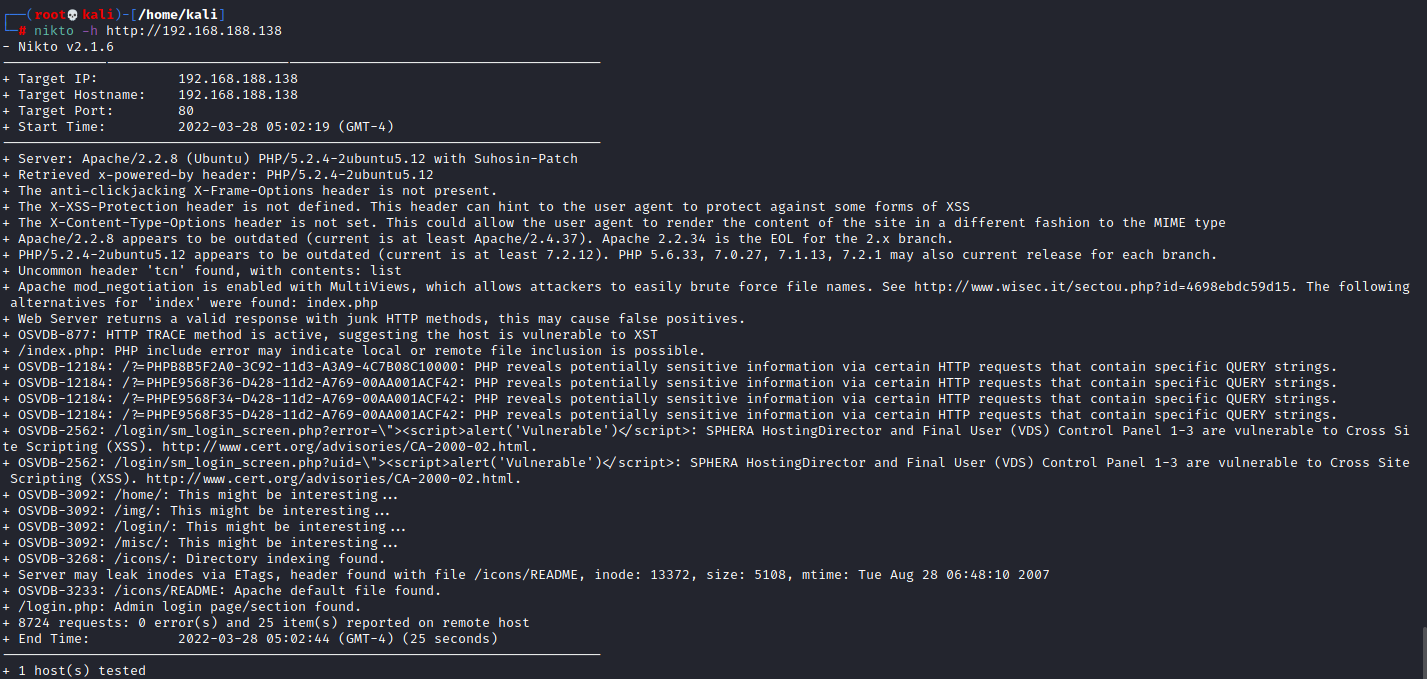 ┌──(root💀kali)-[/home/kali]
└─# nikto -h http://192.168.188.138
- Nikto v2.1.6
---------------------------------------------------------------------------
+ Target IP:          192.168.188.138
+ Target Hostname:    192.168.188.138
+ Target Port:        80
+ Start Time:         2022-03-28 05:02:19 (GMT-4)
---------------------------------------------------------------------------
+ Server: Apache/2.2.8 (Ubuntu) PHP/5.2.4-2ubuntu5.12 with Suhosin-Patch
+ Retrieved x-powered-by header: PHP/5.2.4-2ubuntu5.12
+ The anti-clickjacking X-Frame-Options header is not present.
+ The X-XSS-Protection header is not defined. This header can hint to the user agent to protect against some forms of XSS
+ The X-Content-Type-Options header is not set. This could allow the user agent to render the content of the site in a different fashion to the MIME type
+ Apache/2.2.8 appears to be outdated (current is at least Apache/2.4.37). Apache 2.2.34 is the EOL for the 2.x branch.
+ PHP/5.2.4-2ubuntu5.12 appears to be outdated (current is at least 7.2.12). PHP 5.6.33, 7.0.27, 7.1.13, 7.2.1 may also current release for each branch.
+ Uncommon header 'tcn' found, with contents: list
+ Apache mod_negotiation is enabled with MultiViews, which allows attackers to easily brute force file names. See http://www.wisec.it/sectou.php?id=4698ebdc59d15. The following
 alternatives for 'index' were found: index.php
+ Web Server returns a valid response with junk HTTP methods, this may cause false positives.
+ OSVDB-877: HTTP TRACE method is active, suggesting the host is vulnerable to XST
+ /index.php: PHP include error may indicate local or remote file inclusion is possible.
+ OSVDB-12184: /?=PHPB8B5F2A0-3C92-11d3-A3A9-4C7B08C10000: PHP reveals potentially sensitive information via certain HTTP requests that contain specific QUERY strings.
+ OSVDB-12184: /?=PHPE9568F36-D428-11d2-A769-00AA001ACF42: PHP reveals potentially sensitive information via certain HTTP requests that contain specific QUERY strings.
+ OSVDB-12184: /?=PHPE9568F34-D428-11d2-A769-00AA001ACF42: PHP reveals potentially sensitive information via certain HTTP requests that contain specific QUERY strings.
+ OSVDB-12184: /?=PHPE9568F35-D428-11d2-A769-00AA001ACF42: PHP reveals potentially sensitive information via certain HTTP requests that contain specific QUERY strings.
+ OSVDB-2562: /login/sm_login_screen.php?error=\"><script>alert('Vulnerable')</script>: SPHERA HostingDirector and Final User (VDS) Control Panel 1-3 are vulnerable to Cross Si
te Scripting (XSS). http://www.cert.org/advisories/CA-2000-02.html.
+ OSVDB-2562: /login/sm_login_screen.php?uid=\"><script>alert('Vulnerable')</script>: SPHERA HostingDirector and Final User (VDS) Control Panel 1-3 are vulnerable to Cross Site
 Scripting (XSS). http://www.cert.org/advisories/CA-2000-02.html.
+ OSVDB-3092: /home/: This might be interesting...
+ OSVDB-3092: /img/: This might be interesting...
+ OSVDB-3092: /login/: This might be interesting...
+ OSVDB-3092: /misc/: This might be interesting...
+ OSVDB-3268: /icons/: Directory indexing found.
+ Server may leak inodes via ETags, header found with file /icons/README, inode: 13372, size: 5108, mtime: Tue Aug 28 06:48:10 2007
+ OSVDB-3233: /icons/README: Apache default file found.
+ /login.php: Admin login page/section found.
+ 8724 requests: 0 error(s) and 25 item(s) reported on remote host
+ End Time:           2022-03-28 05:02:44 (GMT-4) (25 seconds)
---------------------------------------------------------------------------
+ 1 host(s) tested